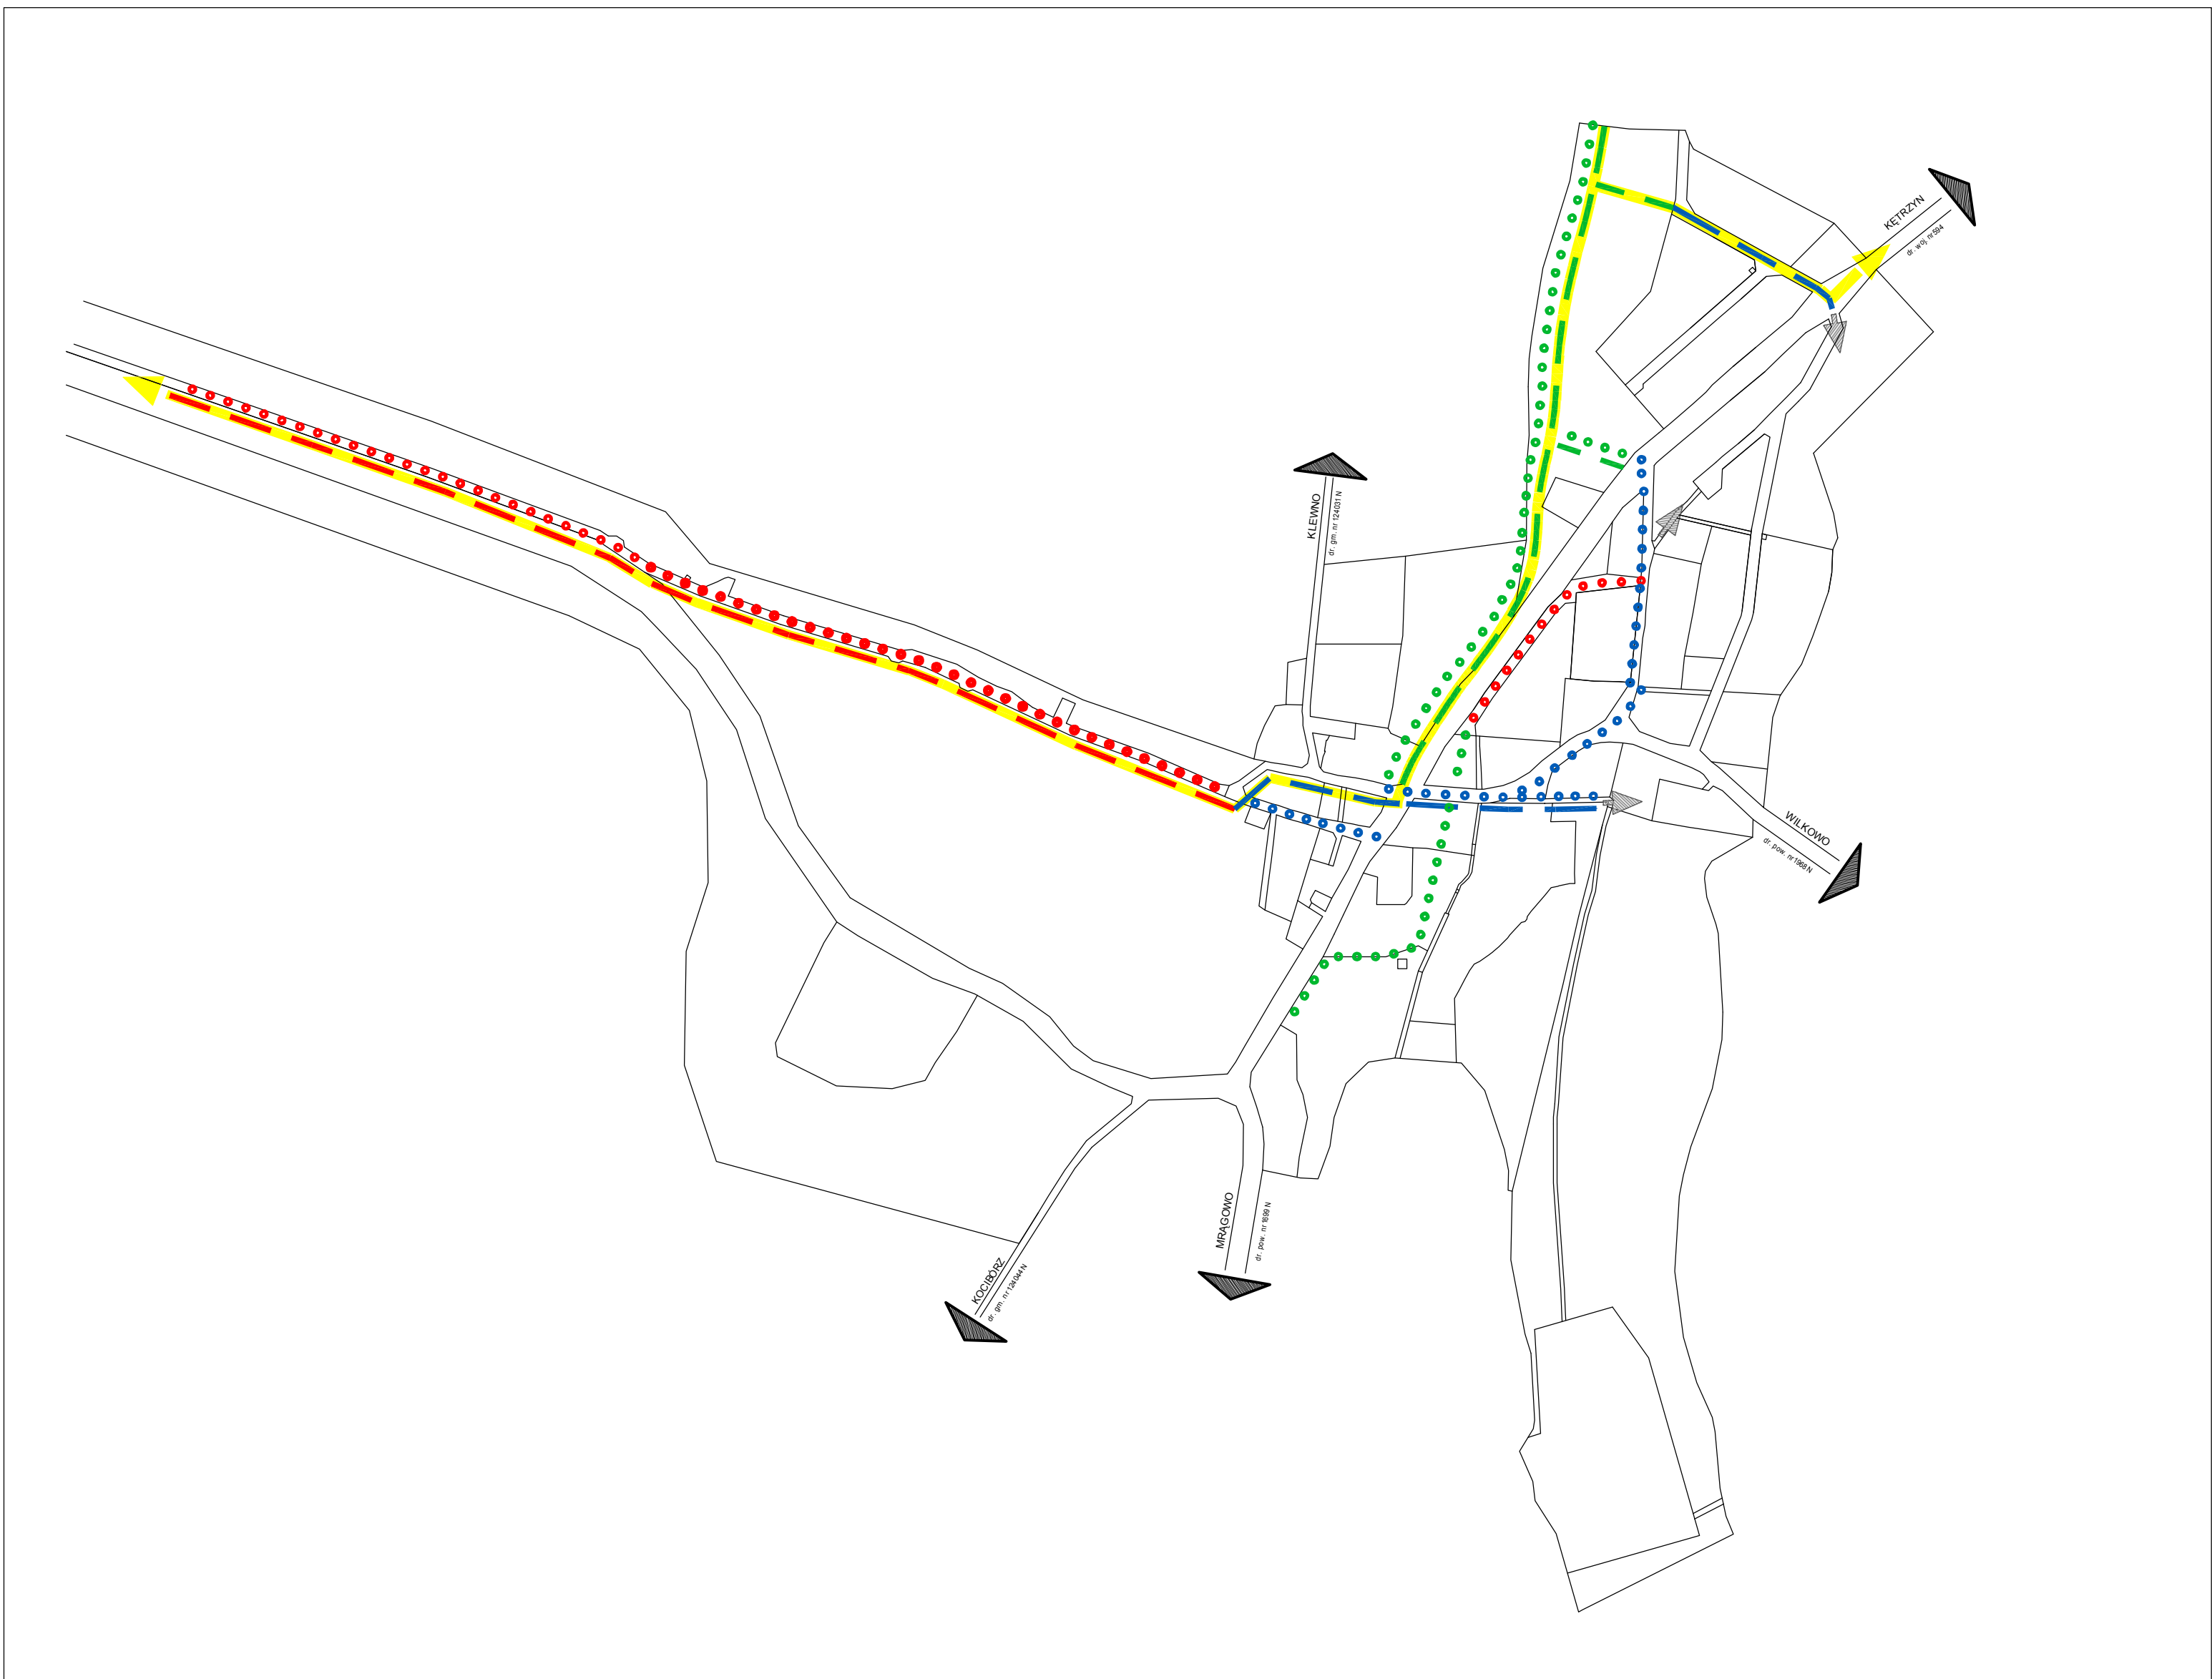 KĘTRZYN
dr. woj. nr 594
KLEWNO
dr. gm. nr 124031 N
WILKOWO
dr. pow. nr 1968 N
MRĄGOWO
dr. pow. nr 1699 N
KOCIBÓRZ
dr. gm. nr 124044 N